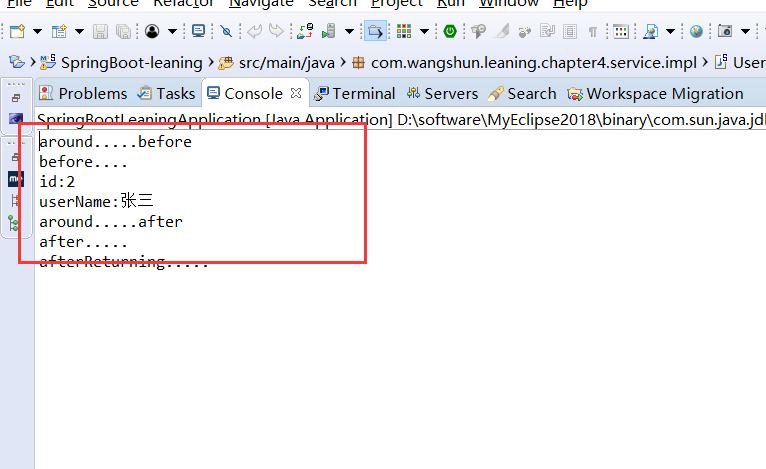 File Edit Source Refactor Navigate Search Project Run Window Help
SpringBoot-leaning src/main/java com.wangshun.leaning.chapter4.service.impl User
Problems Tasks Console Terminal Servers Search Workspace Migration
SpringBootLeaningApplication [Java Application] D:\software\MyEclipse2018\binary\com.sun.java.jdl
around.....before
before....
id:2
userName:张三
around.....after
after.....
afterReturning.....